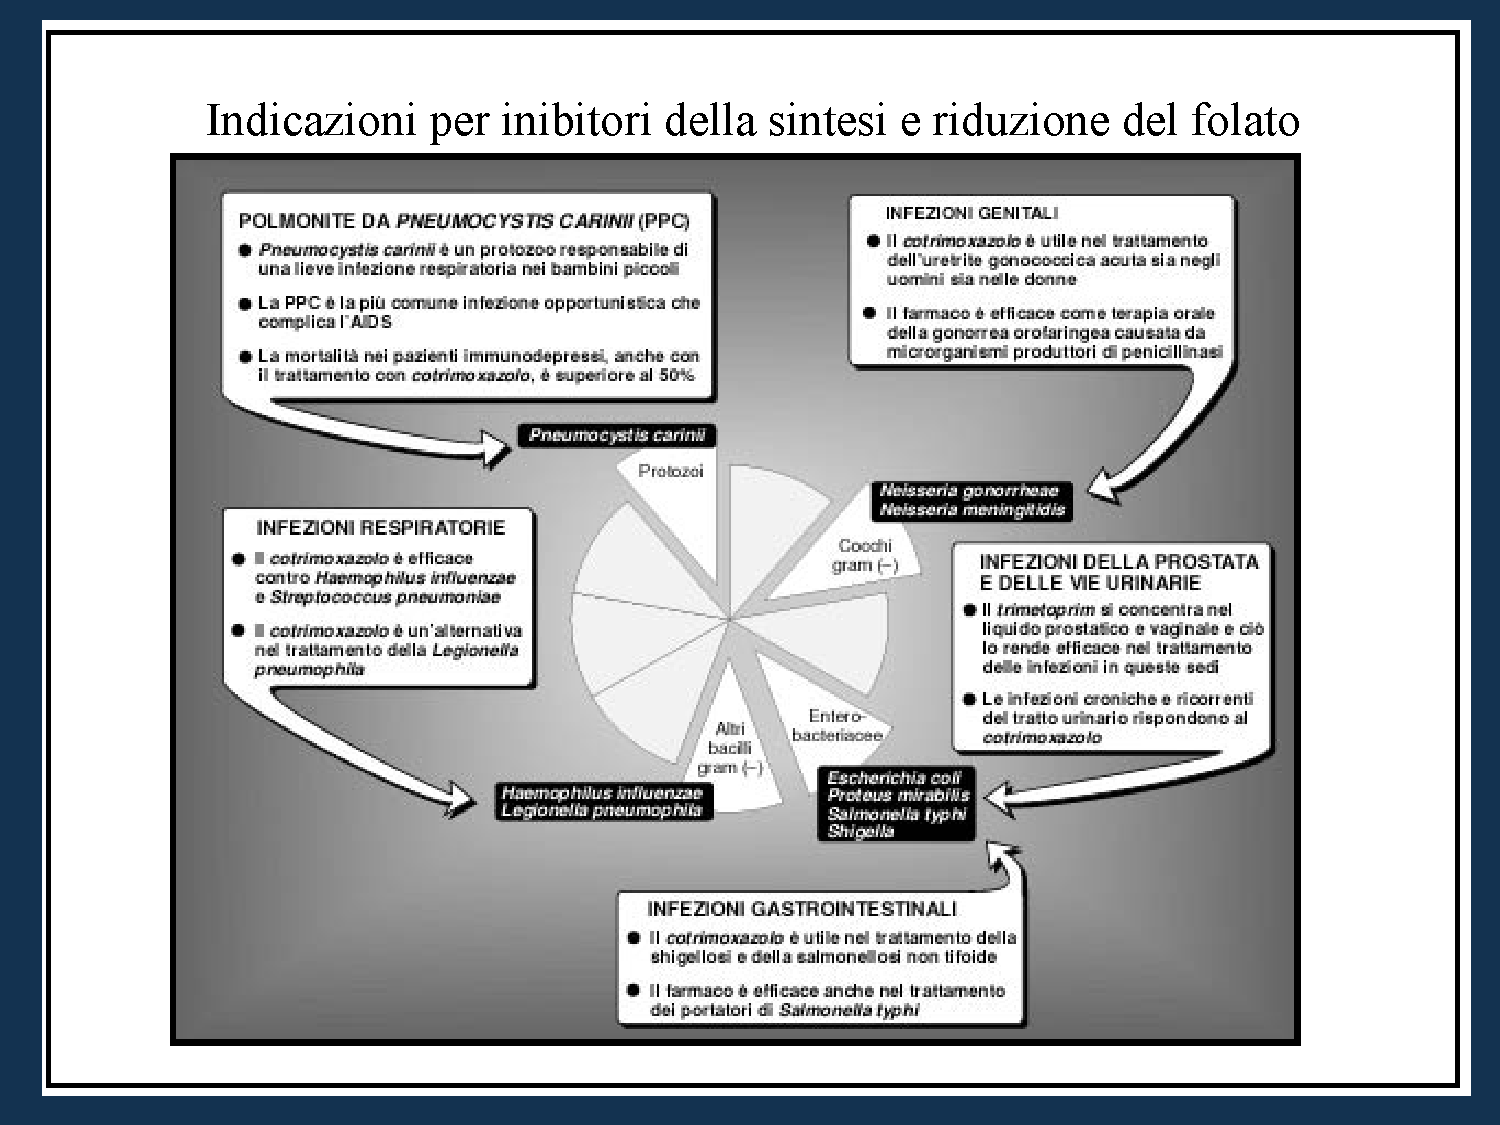 Indicazioni per inibitori della sintesi e riduzione del folato
POLMONITE DA PNEUMOCYSTIS CARINII (PPC)
● Pneumocystis carinii è un protozoo responsabile di
una lieve infezione respiratoria nei bambini piccoli
● La PPC è la più comune infezione opportunistica che
complica l'AIDS
● La mortalità nei pazienti immunodepressi, anche con
il trattamento con cotrimoxazolo, è superiore al 50%
INFEZIONI GENITALI
● Il cotrimoxazolo è utile nel trattamento
dell'uretrite gonococcica acuta sia negli
uomini sia nelle donne
● Il farmaco è efficace come terapia orale
della gonorrea orofaringea causata da
microrganismi produttori di penicillinasi
Pneumocystis carinii
Protozoi
Neisseria gonorrheae
Neisseria meningitidis
Cocchi
gram (–)
INFEZIONI RESPIRATORIE
● Il cotrimoxazolo è efficace
contro Haemophilus influenzae
e Streptococcus pneumoniae
● Il cotrimoxazolo è un'alternativa
nel trattamento della Legionella
pneumophila
INFEZIONI DELLA PROSTATA
E DELLE VIE URINARIE
● Il trimetoprim si concentra nel
liquido prostatico e vaginale e ciò
lo rende efficace nel trattamento
delle infezioni in queste sedi
● Le infezioni croniche e ricorrenti
del tratto urinario rispondono al
cotrimoxazolo
Altri
bacilli
gram (–)
Entero-
bacteriacee
Haemophilus influenzae
Legionella pneumophila
Escherichia coli
Proteus mirabilis
Salmonella typhi
Shigella
INFEZIONI GASTROINTESTINALI
● Il cotrimoxazolo è utile nel trattamento della
shigellosi e della salmonellosi non tifoide
● Il farmaco è efficace anche nel trattamento
dei portatori di Salmonella typhi